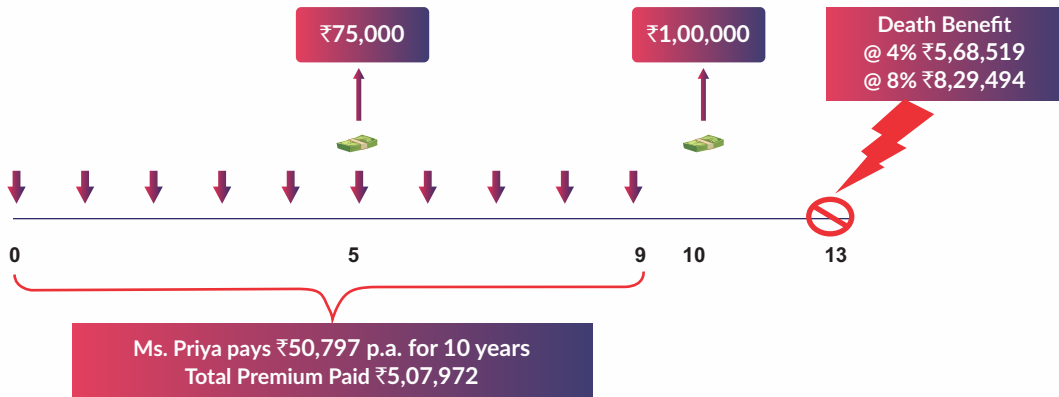 ₹75,000
₹1,00,000
Death Benefit
@ 4% ₹5,68,519
@ 8% ₹8,29,494
0
5
9
10
13
Ms. Priya pays ₹50,797 p.a. for 10 years
Total Premium Paid ₹5,07,972